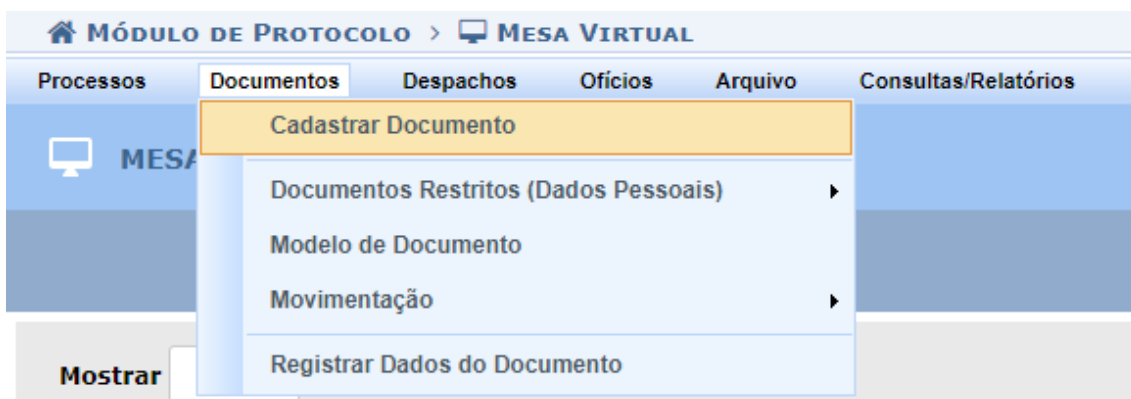 Módulo de Protocolo > Mesa Virtual
Processos Documentos Despachos Ofícios Arquivo Consultas/Relatórios
Cadastrar Documento
MESA
Documentos Restritos (Dados Pessoais)
Modelo de Documento
Movimentação
Registrar Dados do Documento
Mostrar